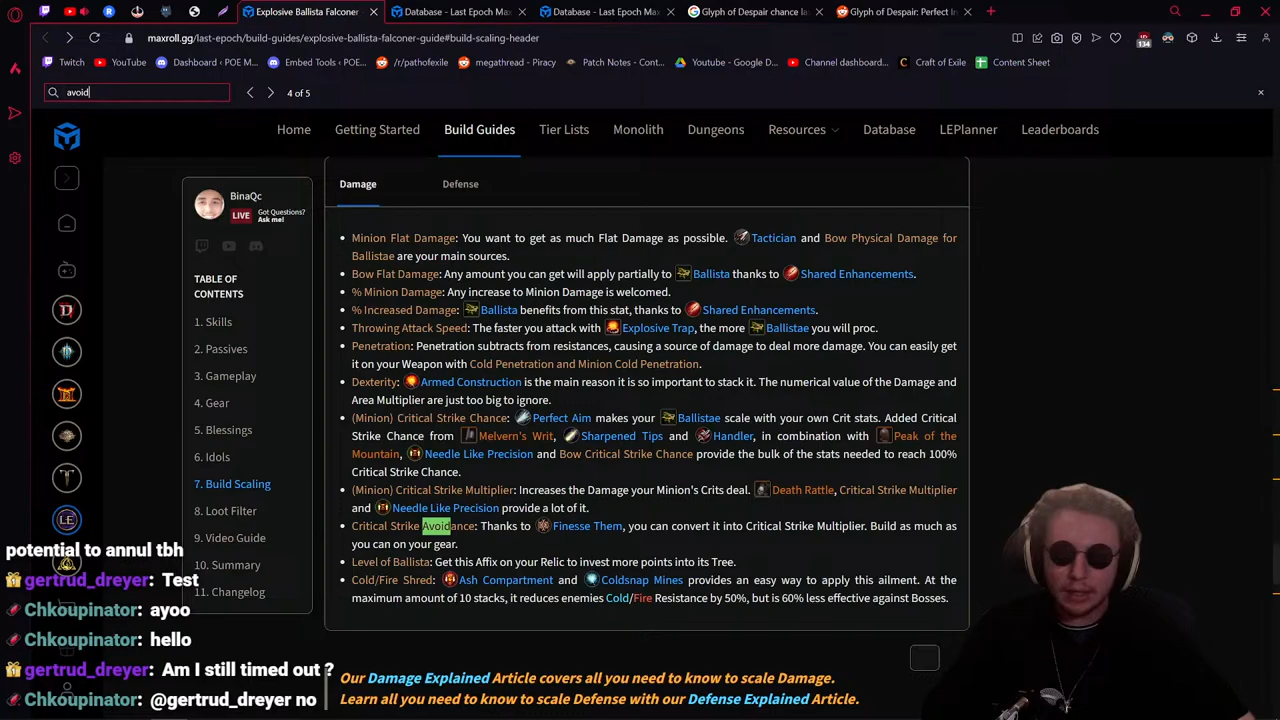 Explosive Ballista Falconer
Database - Last Epoch Max
Database - Last Epoch Max
Glyph of Despair chance la
Glyph of Despair: Perfect In
maxroll.gg/last-epoch/build-guides/explosive-ballista-falconer-guide#build-scaling-header
134
Twitch
YouTube
Dashboard ‹ POE M...
Embed Tools ‹ POE...
/r/pathofexile
megathread - Piracy
Patch Notes - Cont...
Youtube - Google D...
Channel dashboard...
Craft of Exile
Content Sheet
avoid
4 of 5
Home
Getting Started
Build Guides
Tier Lists
Monolith
Dungeons
Resources
Database
LEPlanner
Leaderboards
BinaQc
LIVE
Got Questions?
Ask me!
TABLE OF
CONTENTS
1. Skills
2. Passives
3. Gameplay
4. Gear
5. Blessings
6. Idols
7. Build Scaling
8. Loot Filter
9. Video Guide
10. Summary
11. Changelog
Damage
Defense
• Minion Flat Damage: You want to get as much Flat Damage as possible. Tactician and Bow Physical Damage for
Ballistae are your main sources.
• Bow Flat Damage: Any amount you can get will apply partially to Ballista thanks to Shared Enhancements.
• % Minion Damage: Any increase to Minion Damage is welcomed.
• % Increased Damage: Ballista benefits from this stat, thanks to Shared Enhancements.
• Throwing Attack Speed: The faster you attack with Explosive Trap, the more Ballistae you will proc.
• Penetration: Penetration subtracts from resistances, causing a source of damage to deal more damage. You can easily get
it on your Weapon with Cold Penetration and Minion Cold Penetration.
• Dexterity: Armed Construction is the main reason it is so important to stack it. The numerical value of the Damage and
Area Multiplier are just too big to ignore.
• (Minion) Critical Strike Chance: Perfect Aim makes your Ballistae scale with your own Crit stats. Added Critical
Strike Chance from Melvern's Writ, Sharpened Tips and Handler, in combination with Peak of the
Mountain, Needle Like Precision and Bow Critical Strike Chance provide the bulk of the stats needed to reach 100%
Critical Strike Chance.
• (Minion) Critical Strike Multiplier: Increases the Damage your Minion's Crits deal. Death Rattle, Critical Strike Multiplier
and Needle Like Precision provide a lot of it.
• Critical Strike Avoidance: Thanks to Finesse Them, you can convert it into Critical Strike Multiplier. Build as much as
you can on your gear.
• Level of Ballista: Get this Affix on your Relic to invest more points into its Tree.
• Cold/Fire Shred: Ash Compartment and Coldsnap Mines provides an easy way to apply this ailment. At the
maximum amount of 10 stacks, it reduces enemies Cold/Fire Resistance by 50%, but is 60% less effective against Bosses.
Our Damage Explained Article covers all you need to know to scale Damage.
Learn all you need to know to scale Defense with our Defense Explained Article.
potential to annul tbh
gertrud_dreyer: Test
Chkoupinator: ayoo
Chkoupinator: hello
gertrud_dreyer: Am I still timed out ?
Chkoupinator: @gertrud_dreyer no